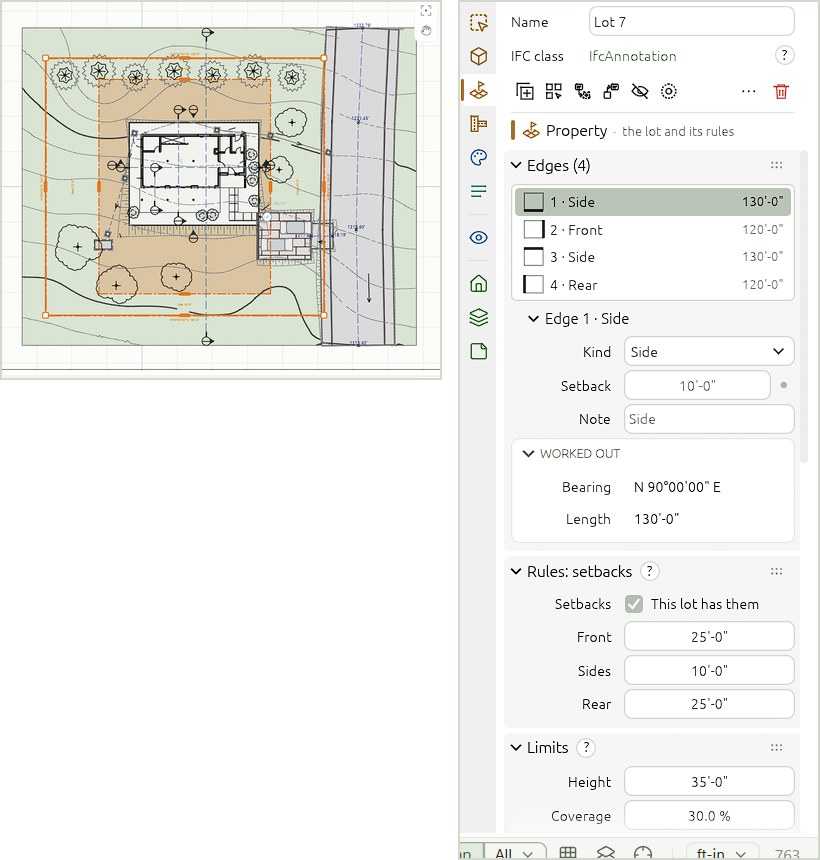 Name Lot 7
IFC class IfcAnnotation ?
...
Property · the lot and its rules
Edges (4)
1 · Side 130'-0"
2 · Front 120'-0"
3 · Side 130'-0"
4 · Rear 120'-0"
Edge 1 · Side
Kind Side
Setback 10'-0"
Note Side
WORKED OUT
Bearing N 90°00'00" E
Length 130'-0"
Rules: setbacks ?
Setbacks This lot has them
Front 25'-0"
Sides 10'-0"
Rear 25'-0"
Limits ?
Height 35'-0"
Coverage 30.0 %
All ft-in 763